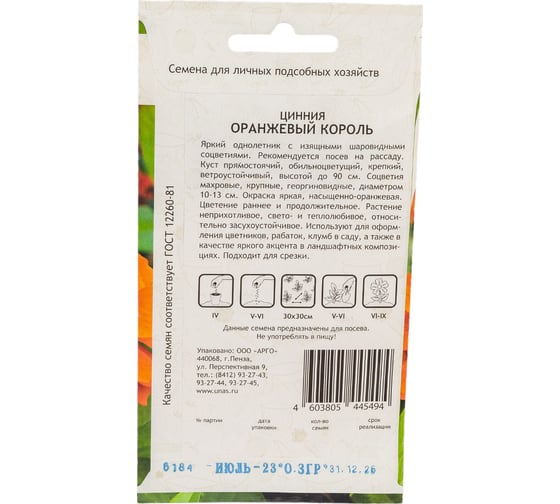 Семена для личных подсобных хозяйств
ЦИННИЯ
ОРАНЖЕВЫЙ КОРОЛЬ
Яркий однолетник с изящными шаровидными
соцветиями. Рекомендуется посев на рассаду.
Куст прямостоячий, обильноцветущий, крепкий,
ветроустойчивый, высотой до 90 см. Соцветия
махровые, крупные, георгиновидные, диаметром
10-13 см. Окраска яркая, насыщенно-оранжевая.
Цветение раннее и продолжительное. Растение
неприхотливое, свето- и теплолюбивое, относи-
тельно засухоустойчивое. Используют для оформ-
ления цветников, рабаток, клумб в саду, а также в
качестве яркого акцента в ландшафтных компози-
циях. Подходит для срезки.
IV V-VI 30х30см V-VI VI-IX
Данные семена предназначены для посева.
Не употреблять в пищу!
Упаковано: ООО «АРГО»
440068, г.Пенза,
ул. Перспективная 9,
тел.: (8412) 93-27-43,
93-27-44, 93-27-45,
www.unas.ru
4 603805 445494
№ партии дата упаковки кол-во семян срок реализации
6184 ИЮЛЬ-23*0.3ГР*31.12.26
Качество семян соответствует ГОСТ 12260-81